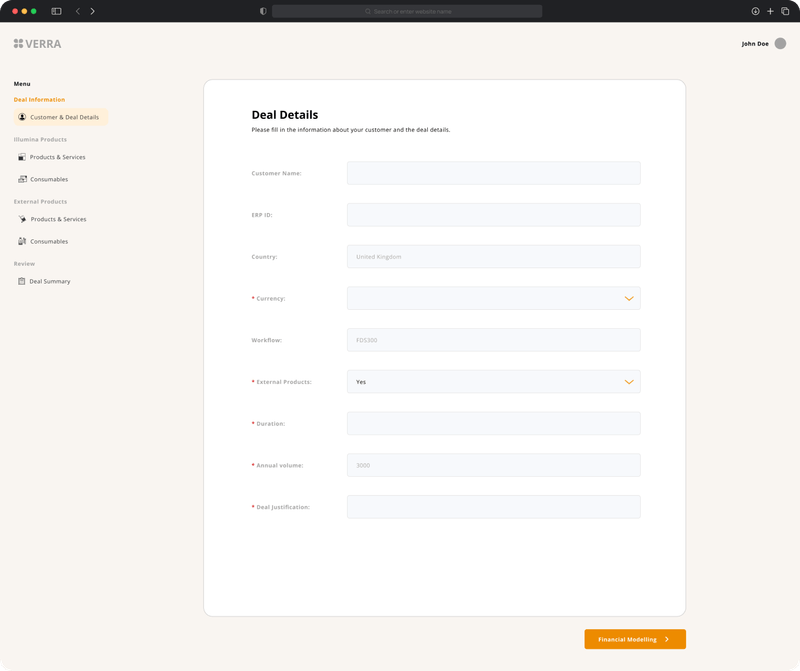 Search or enter website name
VERRA
John Doe
Menu
Deal Information
Customer & Deal Details
Illumina Products
Products & Services
Consumables
External Products
Products & Services
Consumables
Review
Deal Summary
Deal Details
Please fill in the information about your customer and the deal details.
Customer Name:
ERP ID:
Country:
United Kingdom
* Currency:
Workflow:
FDS300
* External Products:
Yes
* Duration:
* Annual volume:
3000
* Deal Justification:
Financial Modelling